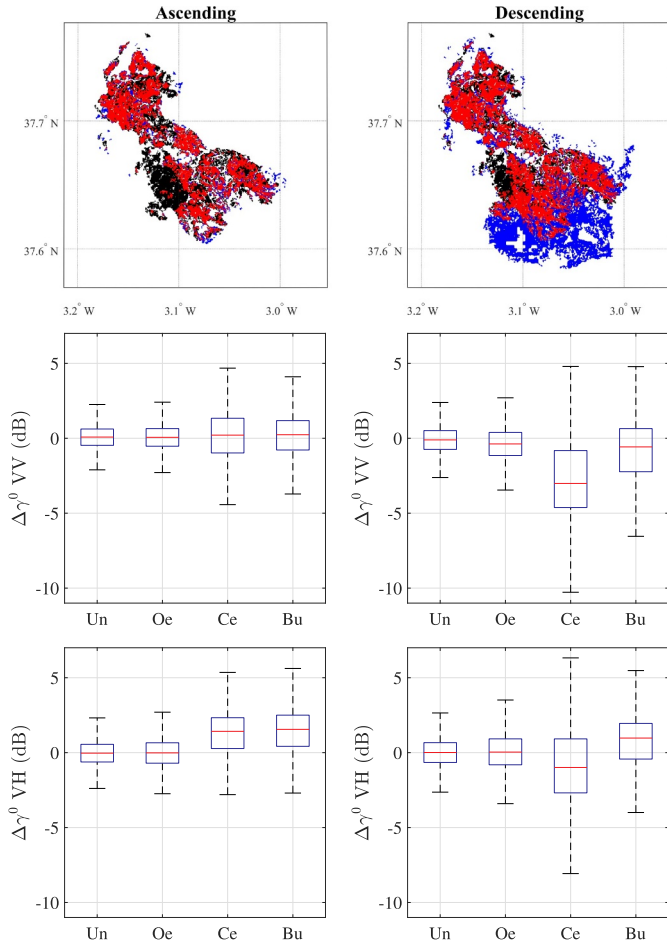 Ascending
Descending
37.7° N
37.6° N
3.2° W
3.1° W
3.0° W
37.7° N
37.6° N
3.2° W
3.1° W
3.0° W
Δγ⁰ VV (dB)
5
0
-5
-10
Un Oe Ce Bu
Δγ⁰ VV (dB)
5
0
-5
-10
Un Oe Ce Bu
Δγ⁰ VH (dB)
5
0
-5
-10
Un Oe Ce Bu
Δγ⁰ VH (dB)
5
0
-5
-10
Un Oe Ce Bu